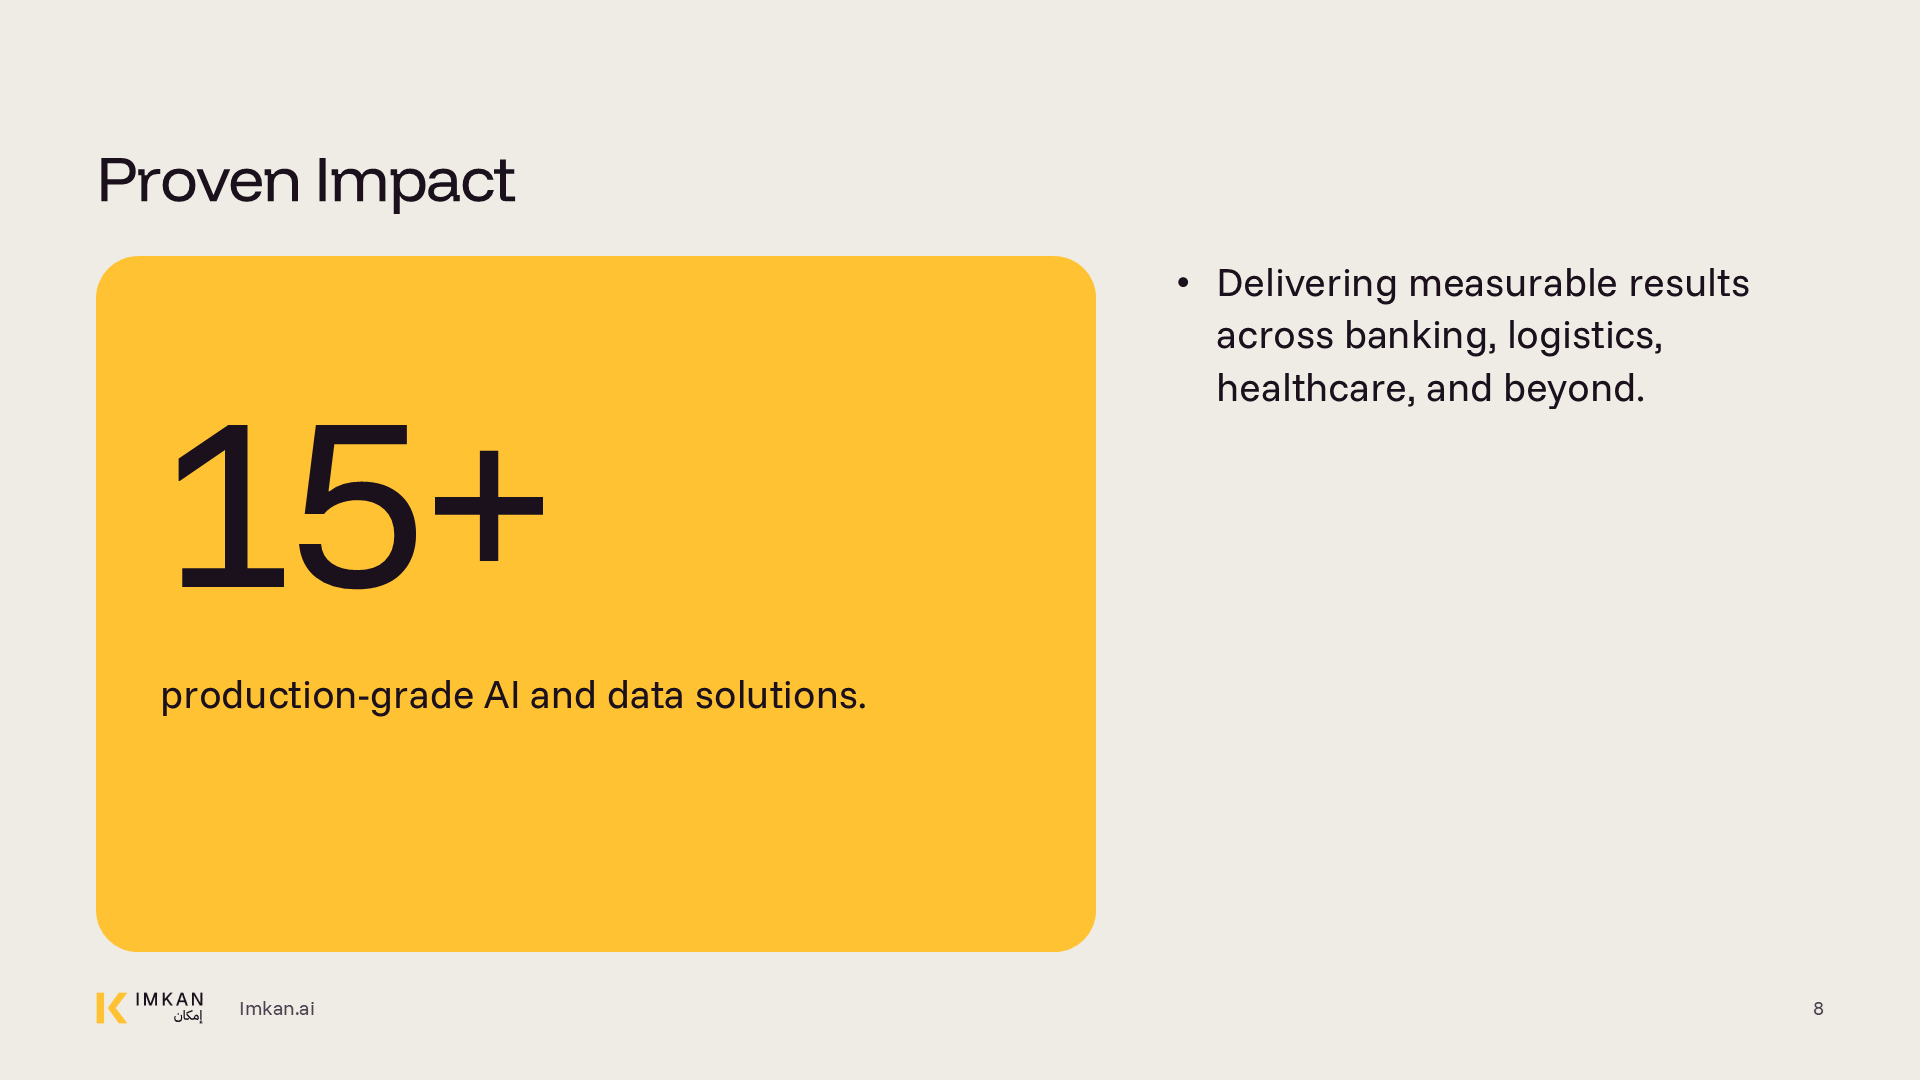 Proven Impact
15+
production-grade AI and data solutions.
• Delivering measurable results
across banking, logistics,
healthcare, and beyond.
IMKAN
إمكان
Imkan.ai
8